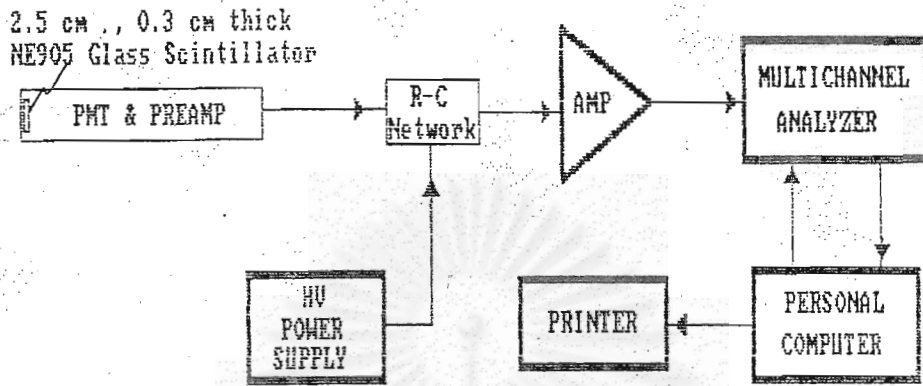 2.5 cm ., 0.3 cm thick
NE905 Glass Scintillator
PMT & PREAMP
R-C
Network
AMP
MULTICHANNEL
ANALYZER
HV
POWER
SUPPLY
PRINTER
PERSONAL
COMPUTER